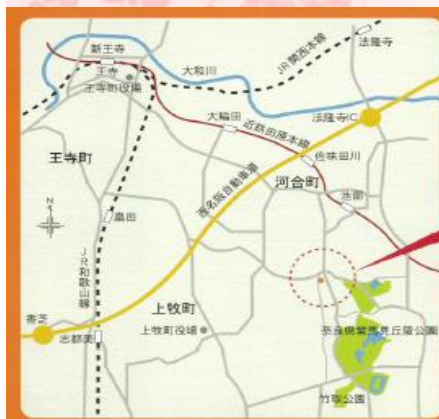 法隆寺
JR関西本線
新王寺
王寺
大和川
王寺町役場
大輪田
近鉄田原本線
法隆寺IC
王寺町
佐味田川
河合町
池部
西名阪自動車道
畠田
JR和歌山線
上牧町
上牧町役場
香芝
志都美
奈良県営馬見丘陵公園
竹取公園